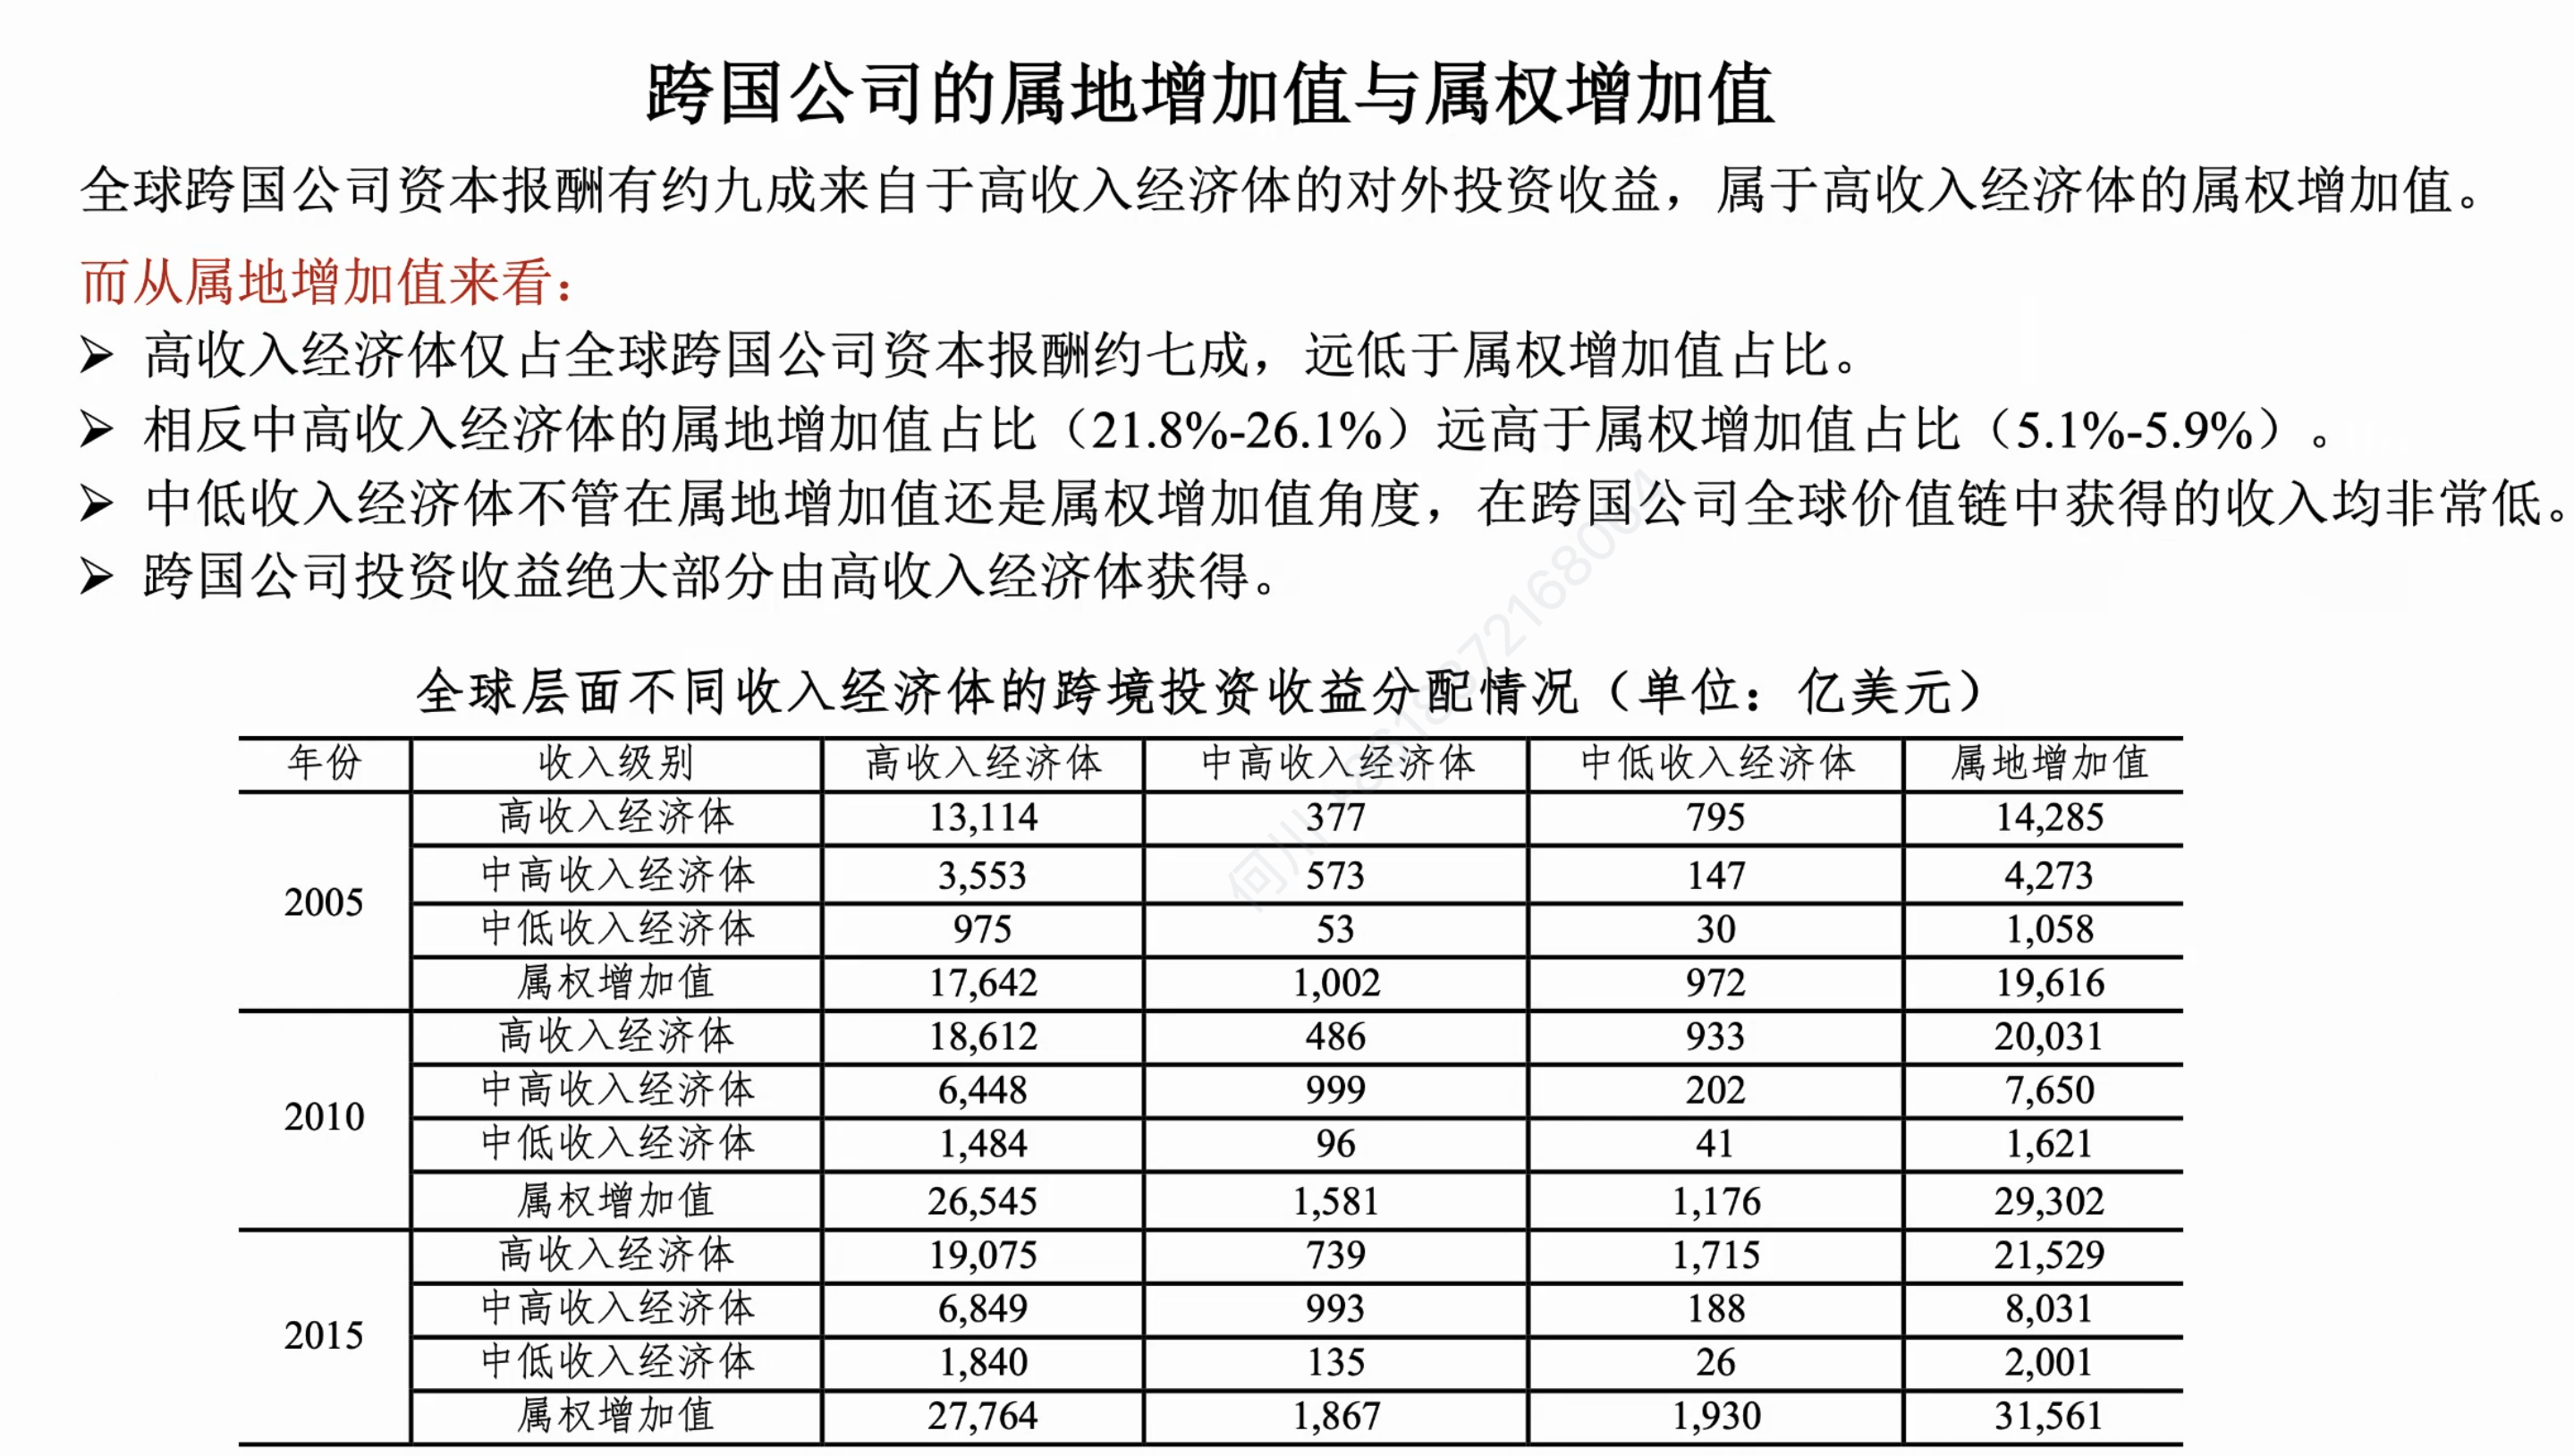 跨国公司的属地增加值与属权增加值
全球跨国公司资本报酬有约九成来自于高收入经济体的对外投资收益，属于高收入经济体的属权增加值。
而从属地增加值来看：
➢ 高收入经济体仅占全球跨国公司资本报酬约七成，远低于属权增加值占比。
➢ 相反中高收入经济体的属地增加值占比（21.8%-26.1%）远高于属权增加值占比（5.1%-5.9%）。
➢ 中低收入经济体不管在属地增加值还是属权增加值角度，在跨国公司全球价值链中获得的收入均非常低。
➢ 跨国公司投资收益绝大部分由高收入经济体获得。
全球层面不同收入经济体的跨境投资收益分配情况（单位：亿美元）
年份 收入级别 高收入经济体 中高收入经济体 中低收入经济体 属地增加值
2005
高收入经济体 13,114 377 795 14,285
中高收入经济体 3,553 573 147 4,273
中低收入经济体 975 53 30 1,058
属权增加值 17,642 1,002 972 19,616
2010
高收入经济体 18,612 486 933 20,031
中高收入经济体 6,448 999 202 7,650
中低收入经济体 1,484 96 41 1,621
属权增加值 26,545 1,581 1,176 29,302
2015
高收入经济体 19,075 739 1,715 21,529
中高收入经济体 6,849 993 188 8,031
中低收入经济体 1,840 135 26 2,001
属权增加值 27,764 1,867 1,930 31,561
何川